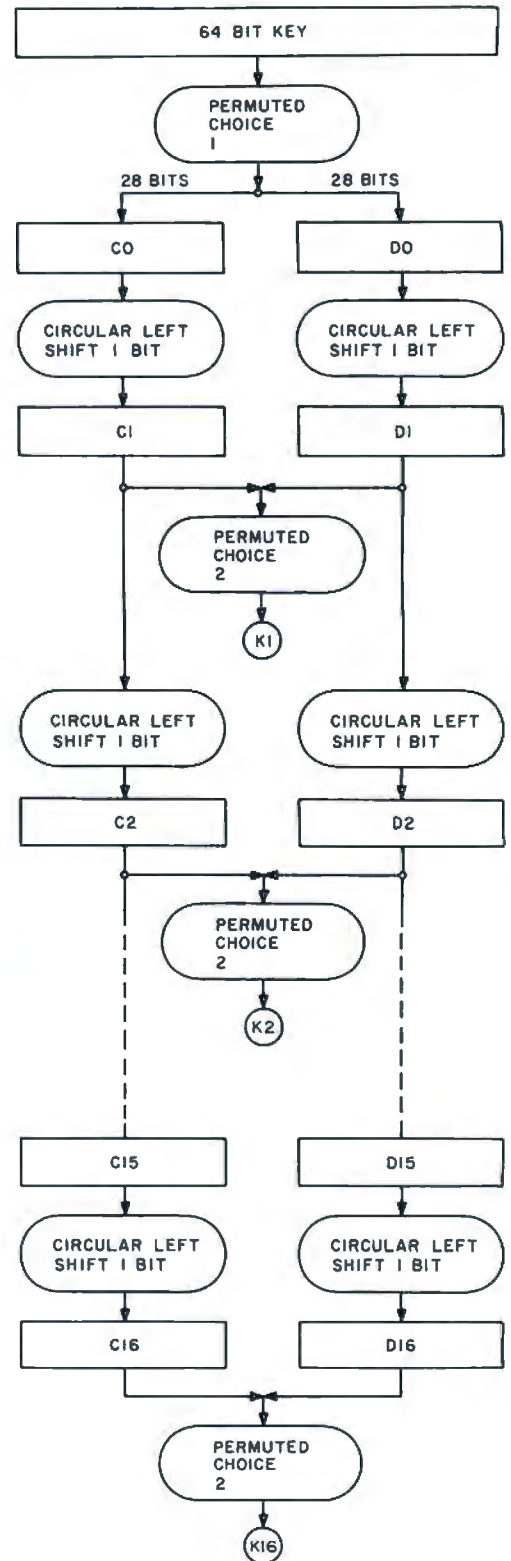 64 BIT KEY
PERMUTED
CHOICE
1
28 BITS
28 BITS
C0
D0
CIRCULAR LEFT
SHIFT 1 BIT
CIRCULAR LEFT
SHIFT 1 BIT
C1
D1
PERMUTED
CHOICE
2
K1
CIRCULAR LEFT
SHIFT 1 BIT
CIRCULAR LEFT
SHIFT 1 BIT
C2
D2
PERMUTED
CHOICE
2
K2
C15
D15
CIRCULAR LEFT
SHIFT 1 BIT
CIRCULAR LEFT
SHIFT 1 BIT
C16
D16
PERMUTED
CHOICE
2
K16